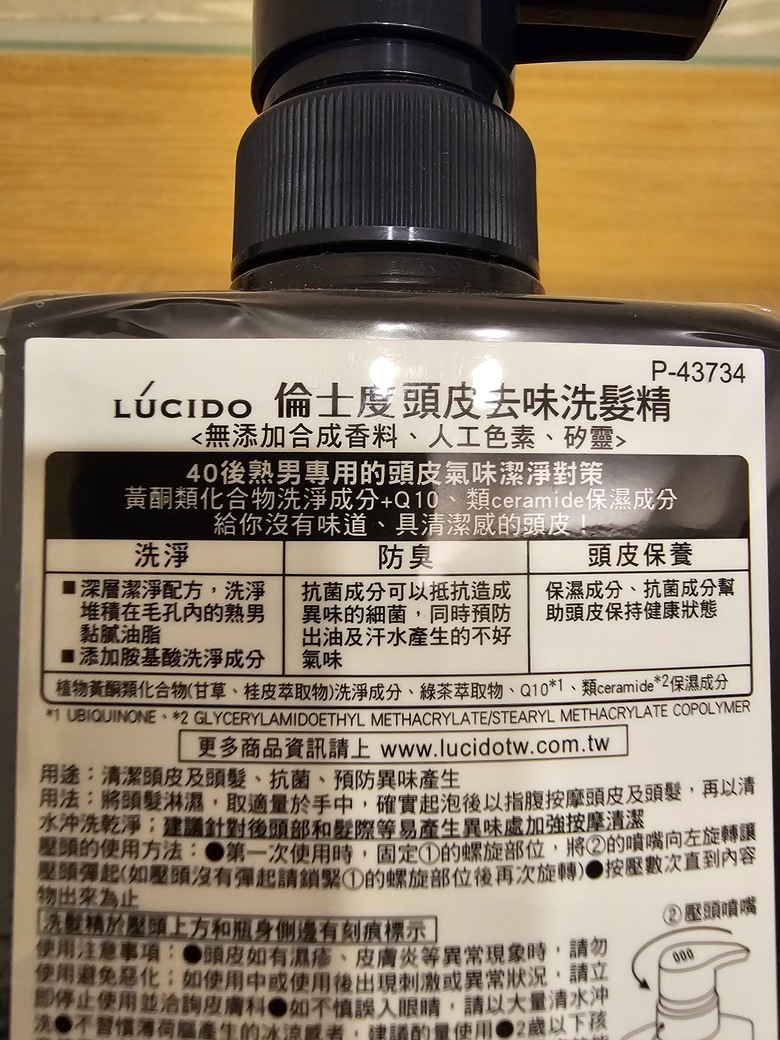 P-43734
LÚCIDO 倫士度頭皮去味洗髮精
<無添加合成香料、人工色素、矽靈>
40後熟男專用的頭皮氣味潔淨對策
黃酮類化合物洗淨成分+Q10、類ceramide保濕成分
給你沒有味道、具清潔感的頭皮!
洗淨 防臭 頭皮保養
■深層潔淨配方，洗淨堆積在毛孔內的熟男黏膩油脂
■添加胺基酸洗淨成分
抗菌成分可以抵抗造成
異味的細菌，同時預防
出油及汗水產生的不好
氣味
保濕成分、抗菌成分幫
助頭皮保持健康狀態
植物黃酮類化合物(甘草、桂皮萃取物)洗淨成分、綠茶萃取物、Q10*1、類ceramide*2保濕成分
*1 UBIQUINONE、*2 GLYCERYLAMIDOETHYL METHACRYLATE/STEARYL METHACRYLATE COPOLYMER
更多商品資訊請上 www.lucidotw.com.tw
用途：清潔頭皮及頭髮、抗菌、預防異味產生
用法：將頭髮淋濕，取適量於手中，確實起泡後以指腹按摩頭皮及頭髮，再以清
水沖洗乾淨；建議針對後頭部和髮際等易產生異味處加強按摩清潔
壓頭的使用方法：●第一次使用時，固定①的螺旋部位，將②的噴嘴向左旋轉讓
壓頭彈起(如壓頭沒有彈起請鎖緊①的螺旋部位後再次旋轉)●按壓數次直到內容
物出來為止
洗髮精於壓頭上方和瓶身側邊有刻痕標示
②壓頭噴嘴
使用注意事項：●頭皮如有濕疹、皮膚炎等異常現象時，請勿
使用避免惡化；如使用中或使用後出現刺激或異常狀況，請立
即停止使用並洽詢皮膚科●如不慎誤入眼睛，請以大量清水沖
洗●不習慣薄荷腦產生的冰涼感者，建議酌量使用●2歲以下孩